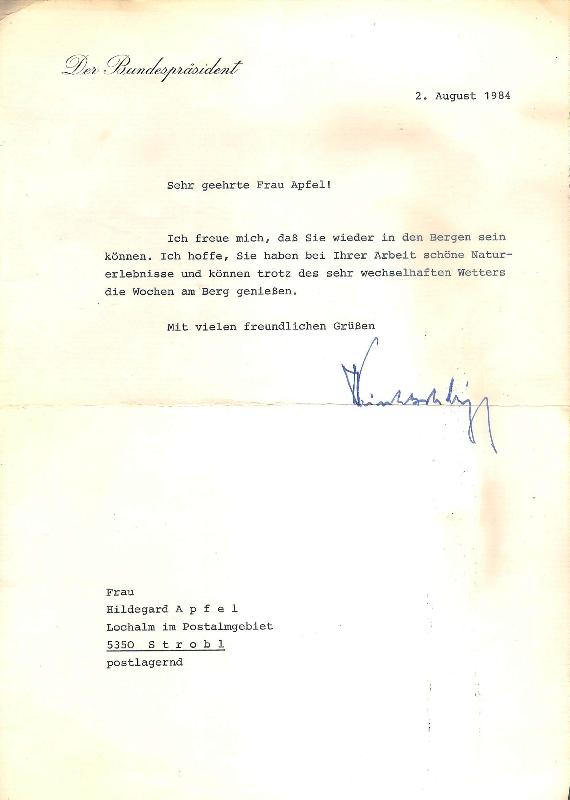 Der Bundespräsident
2. August 1984
Sehr geehrte Frau Apfel!
Ich freue mich, daß Sie wieder in den Bergen sein
können. Ich hoffe, Sie haben bei Ihrer Arbeit schöne Natur-
erlebnisse und können trotz des sehr wechselhaften Wetters
die Wochen am Berg genießen.
Mit vielen freundlichen Grüßen
Frau
Hildegard A p f e l
Lochalm im Postalmgebiet
5350 S t r o b l
postlagernd